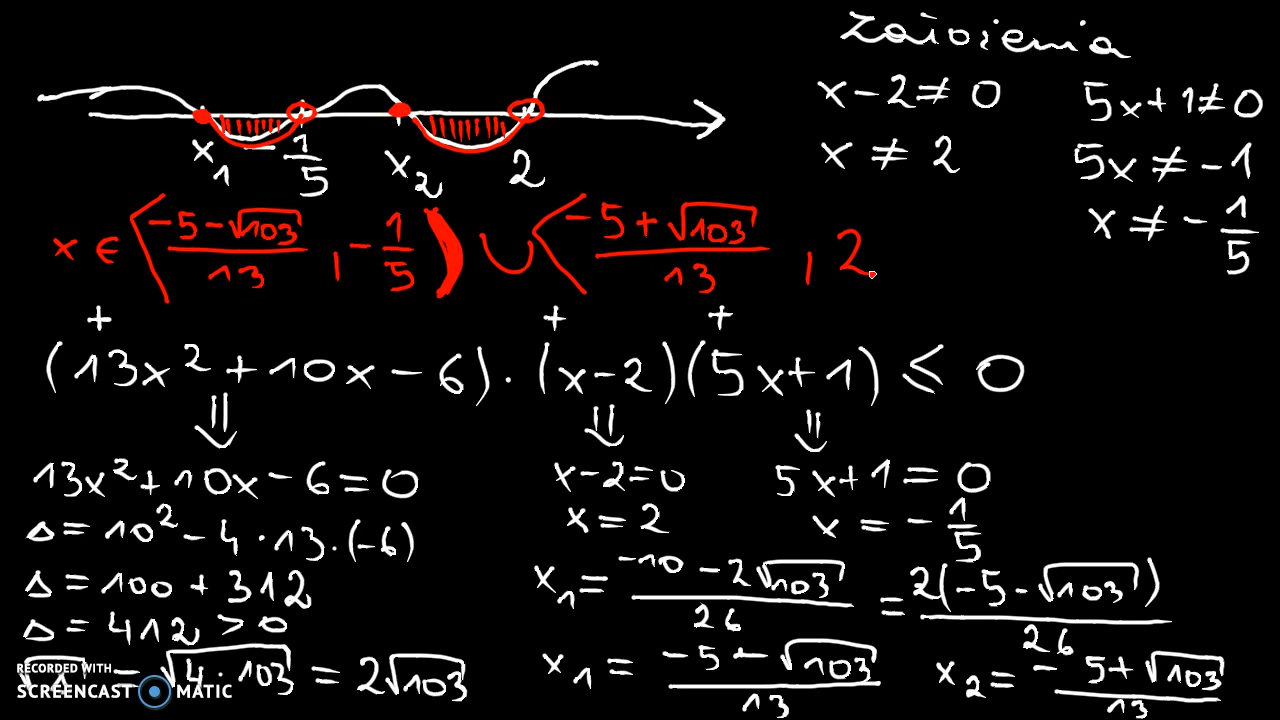 Założenia
x-2≠0 5x+1≠0
x≠2 5x≠-1
x≠-1/5
x₁ -1/5 x₂ 2
x∈⟨(-5-√103)/13, -1/5) ∪ ⟨(-5+√103)/13, 2
+ + +
(13x²+10x-6)·(x-2)(5x+1)≤0
⇓ ⇓ ⇓
13x²+10x-6=0 x-2=0 5x+1=0
Δ=10²-4·13·(-6) x=2 x=-1/5
Δ=100+312 x₁=(-10-2√103)/26=2(-5-√103)/26
Δ=412>0
=√(4·103)=2√103 x₁=(-5-√103)/13 x₂=(-5+√103)/13
RECORDED WITH
SCREENCAST MATIC